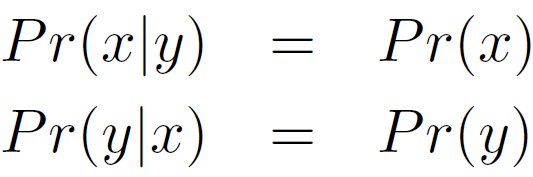 Pr(x|y) = Pr(x)
Pr(y|x) = Pr(y)